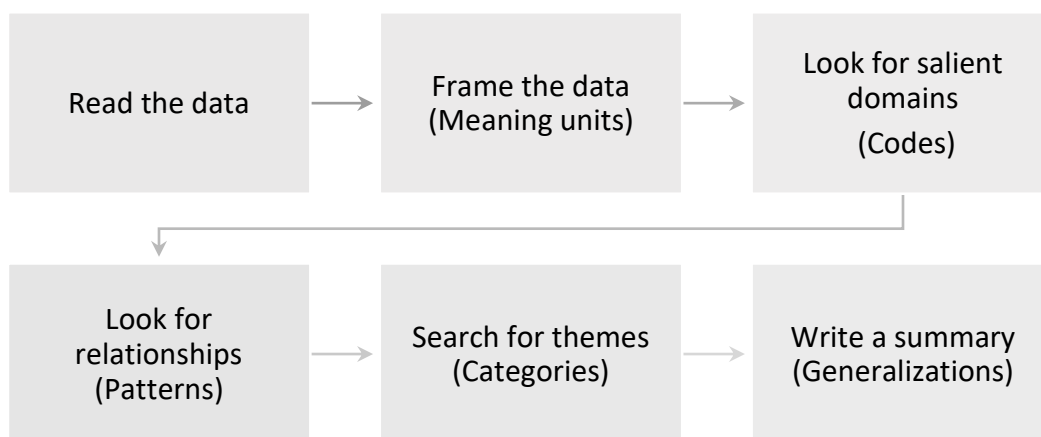 Read the data
Frame the data
(Meaning units)
Look for salient
domains
(Codes)
Look for
relationships
(Patterns)
Search for themes
(Categories)
Write a summary
(Generalizations)